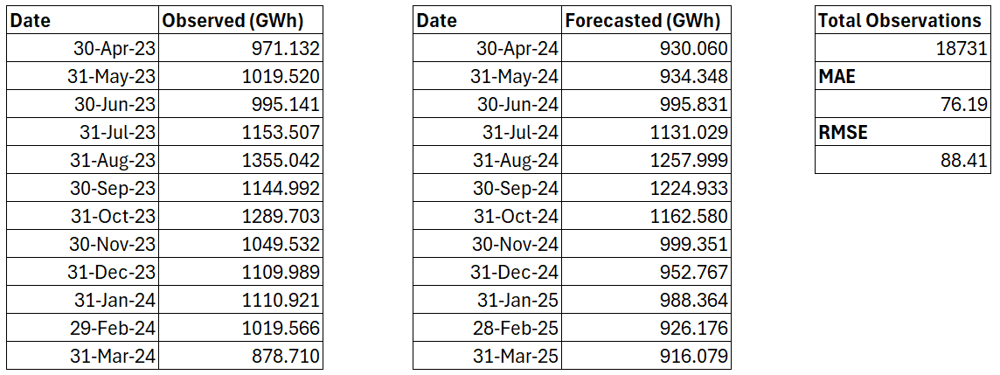 Date Observed (GWh) Date Forecasted (GWh) Total Observations
30-Apr-23 971.132 30-Apr-24 930.060 18731
31-May-23 1019.520 31-May-24 934.348 MAE
30-Jun-23 995.141 30-Jun-24 995.831 76.19
31-Jul-23 1153.507 31-Jul-24 1131.029 RMSE
31-Aug-23 1355.042 31-Aug-24 1257.999 88.41
30-Sep-23 1144.992 30-Sep-24 1224.933
31-Oct-23 1289.703 31-Oct-24 1162.580
30-Nov-23 1049.532 30-Nov-24 999.351
31-Dec-23 1109.989 31-Dec-24 952.767
31-Jan-24 1110.921 31-Jan-25 988.364
29-Feb-24 1019.566 28-Feb-25 926.176
31-Mar-24 878.710 31-Mar-25 916.079